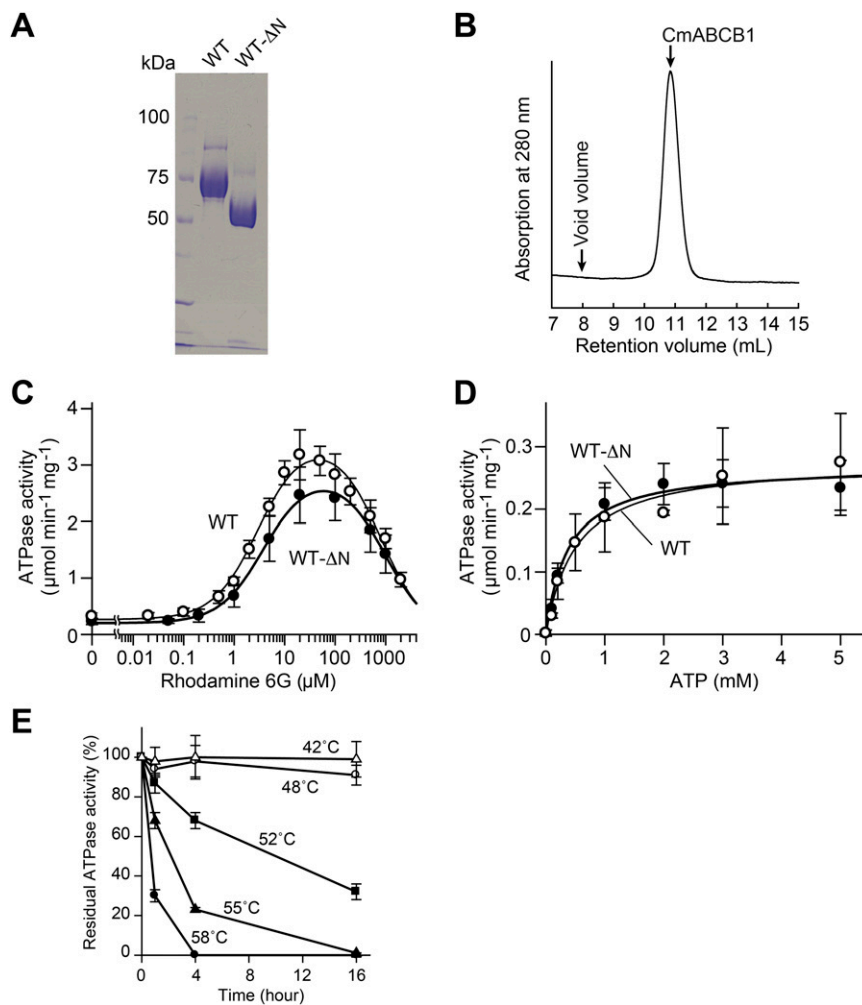 A
WT
WT-ΔN
kDa
100
75
50
B
CmABCB1
Void volume
Absorption at 280 nm
7 8 9 10 11 12 13 14 15
Retention volume (mL)
C
ATPase activity
(µmol min-1 mg-1)
4
3
2
1
0
WT
WT-ΔN
0 0.01 0.1 1 10 100 1000
Rhodamine 6G (µM)
D
ATPase activity
(µmol min-1 mg-1)
0.3
0.2
0.1
0
WT-ΔN
WT
0 1 2 3 4 5
ATP (mM)
E
Residual ATPase activity (%)
100
80
60
40
20
0
42˚C
48˚C
52˚C
55˚C
58˚C
0 4 8 12 16
Time (hour)